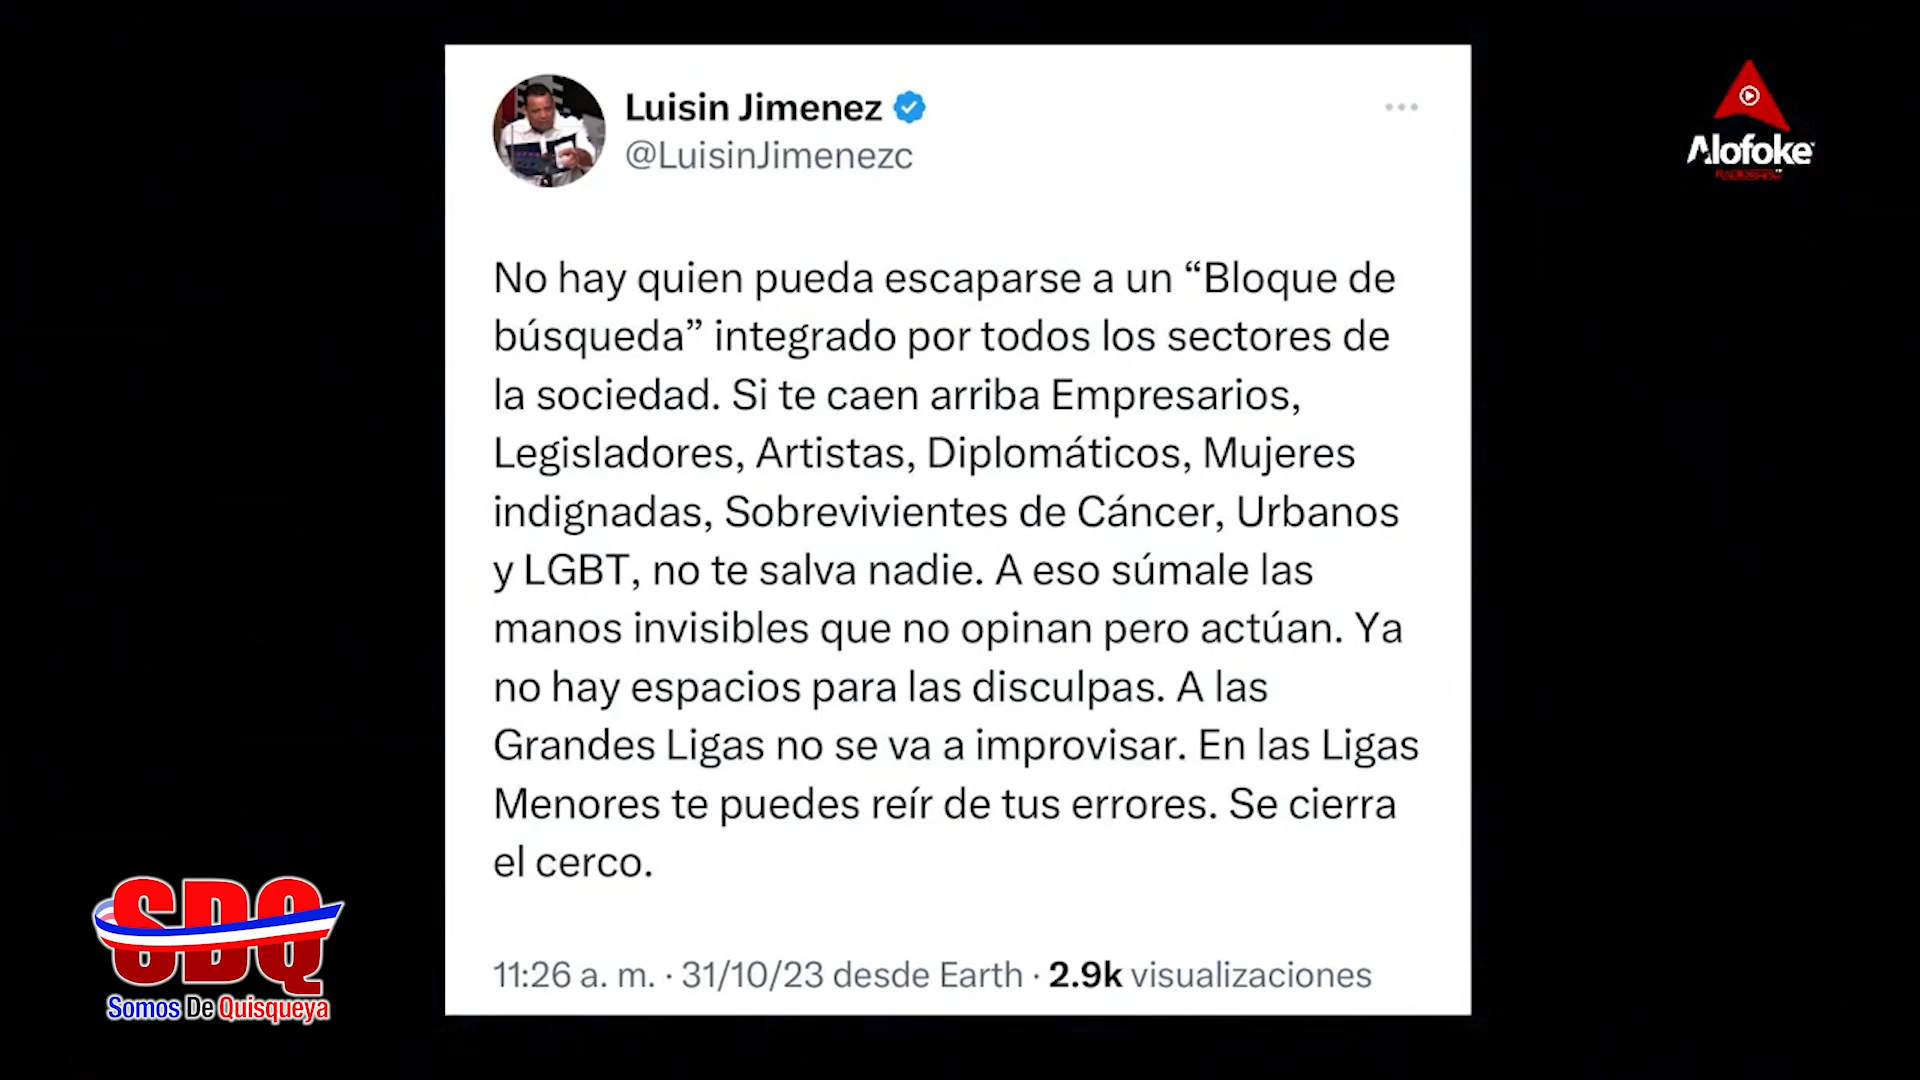 Luisin Jimenez
@LuisinJimenezc
Alofoke
No hay quien pueda escaparse a un “Bloque de
búsqueda” integrado por todos los sectores de
la sociedad. Si te caen arriba Empresarios,
Legisladores, Artistas, Diplomáticos, Mujeres
indignadas, Sobrevivientes de Cáncer, Urbanos
y LGBT, no te salva nadie. A eso súmale las
manos invisibles que no opinan pero actúan. Ya
no hay espacios para las disculpas. A las
Grandes Ligas no se va a improvisar. En las Ligas
Menores te puedes reír de tus errores. Se cierra
el cerco.
11:26 a. m. · 31/10/23 desde Earth · 2.9k visualizaciones
SDQ
Somos De Quisqueya